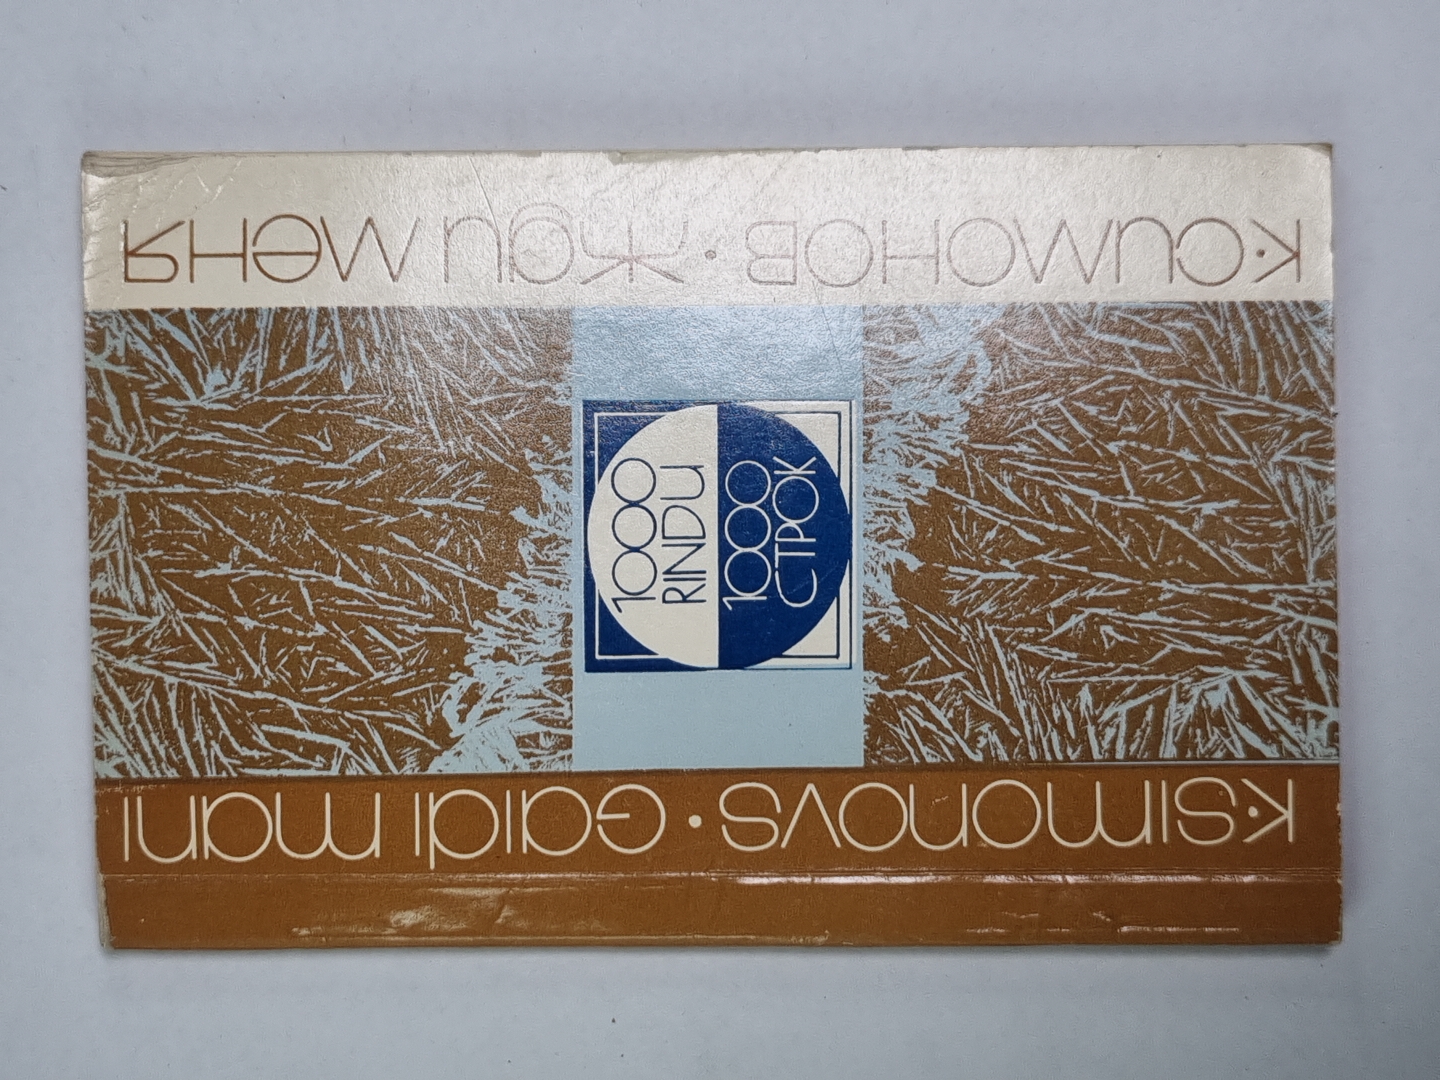 K·simonovs • Gaidi mani
1000
RINDU
1000
СТРОК
К·симонов • Жди меня